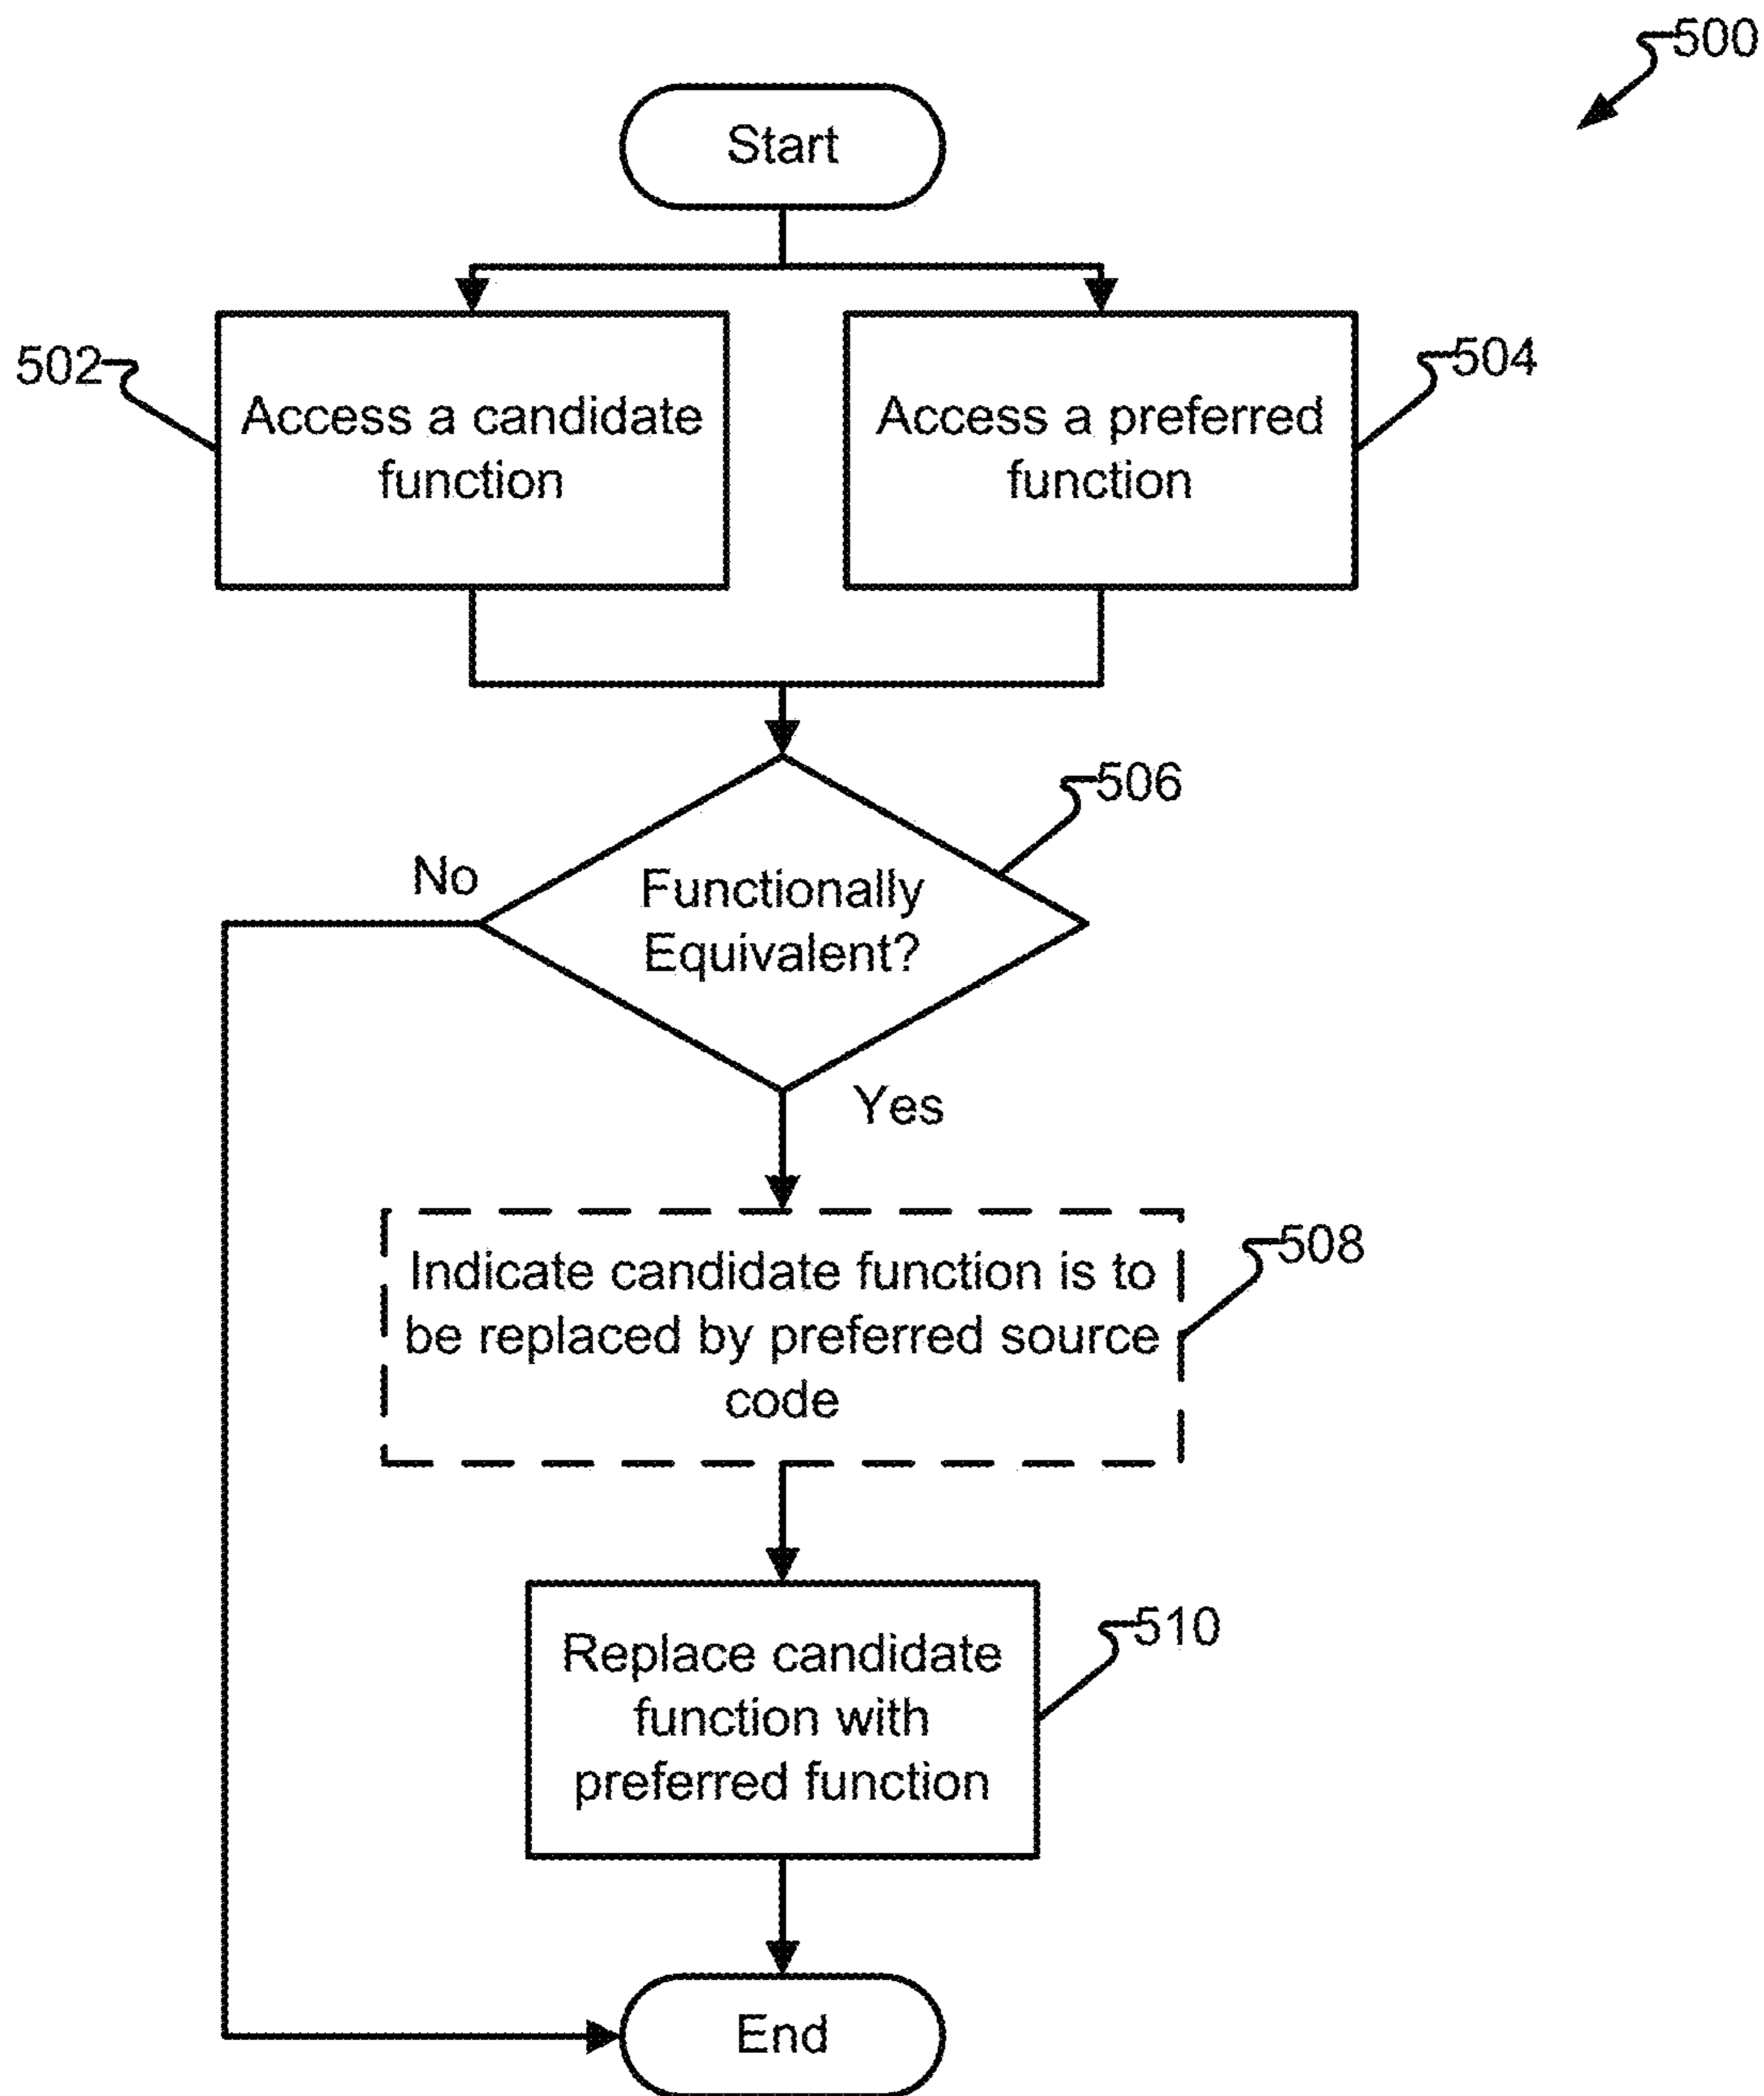 500
Start
502
Access a candidate
function
Access a preferred
function
504
506
No
Functionally
Equivalent?
Yes
Indicate candidate function is to
be replaced by preferred source
code
508
Replace candidate
function with
preferred function
510
End